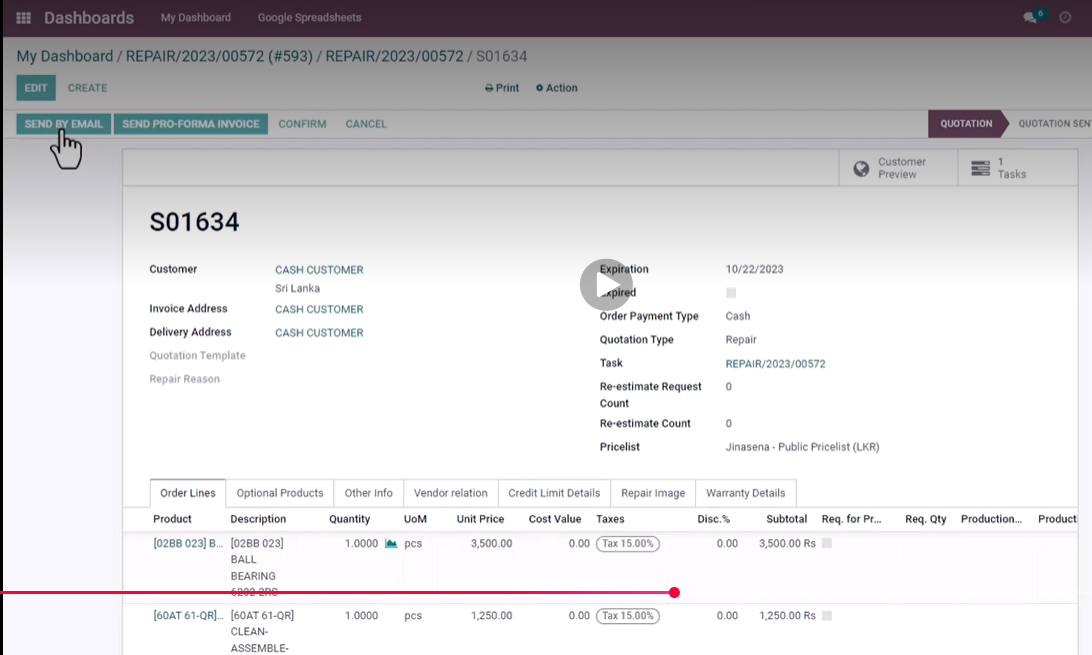 Dashboards My Dashboard Google Spreadsheets 6
My Dashboard / REPAIR/2023/00572 (#593) / REPAIR/2023/00572 / S01634
EDIT CREATE Print Action
SEND BY EMAIL SEND PRO-FORMA INVOICE CONFIRM CANCEL QUOTATION QUOTATION SEN
Customer Preview 1 Tasks
S01634
Customer CASH CUSTOMER
Sri Lanka
Invoice Address CASH CUSTOMER
Delivery Address CASH CUSTOMER
Quotation Template
Repair Reason
Expiration 10/22/2023
Expired
Order Payment Type Cash
Quotation Type Repair
Task REPAIR/2023/00572
Re-estimate Request Count 0
Re-estimate Count 0
Pricelist Jinasena - Public Pricelist (LKR)
Order Lines Optional Products Other Info Vendor relation Credit Limit Details Repair Image Warranty Details
Product Description Quantity UoM Unit Price Cost Value Taxes Disc.% Subtotal Req. for Pr... Req. Qty Production... Product
[02BB 023] B... [02BB 023] 1.0000 pcs 3,500.00 0.00 Tax 15.00% 0.00 3,500.00 Rs
BALL
BEARING
6202 2RS
[60AT 61-QR]... [60AT 61-QR] 1.0000 pcs 1,250.00 0.00 Tax 15.00% 0.00 1,250.00 Rs
CLEAN-
ASSEMBLE-